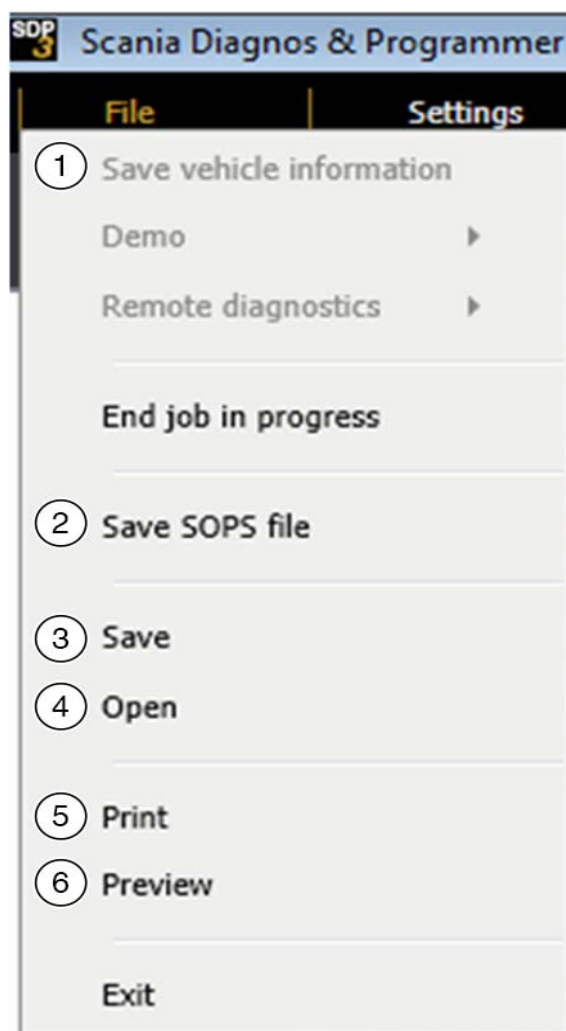 SDP3 Scania Diagnos & Programmer
File Settings
1 Save vehicle information
Demo
Remote diagnostics
End job in progress
2 Save SOPS file
3 Save
4 Open
5 Print
6 Preview
Exit